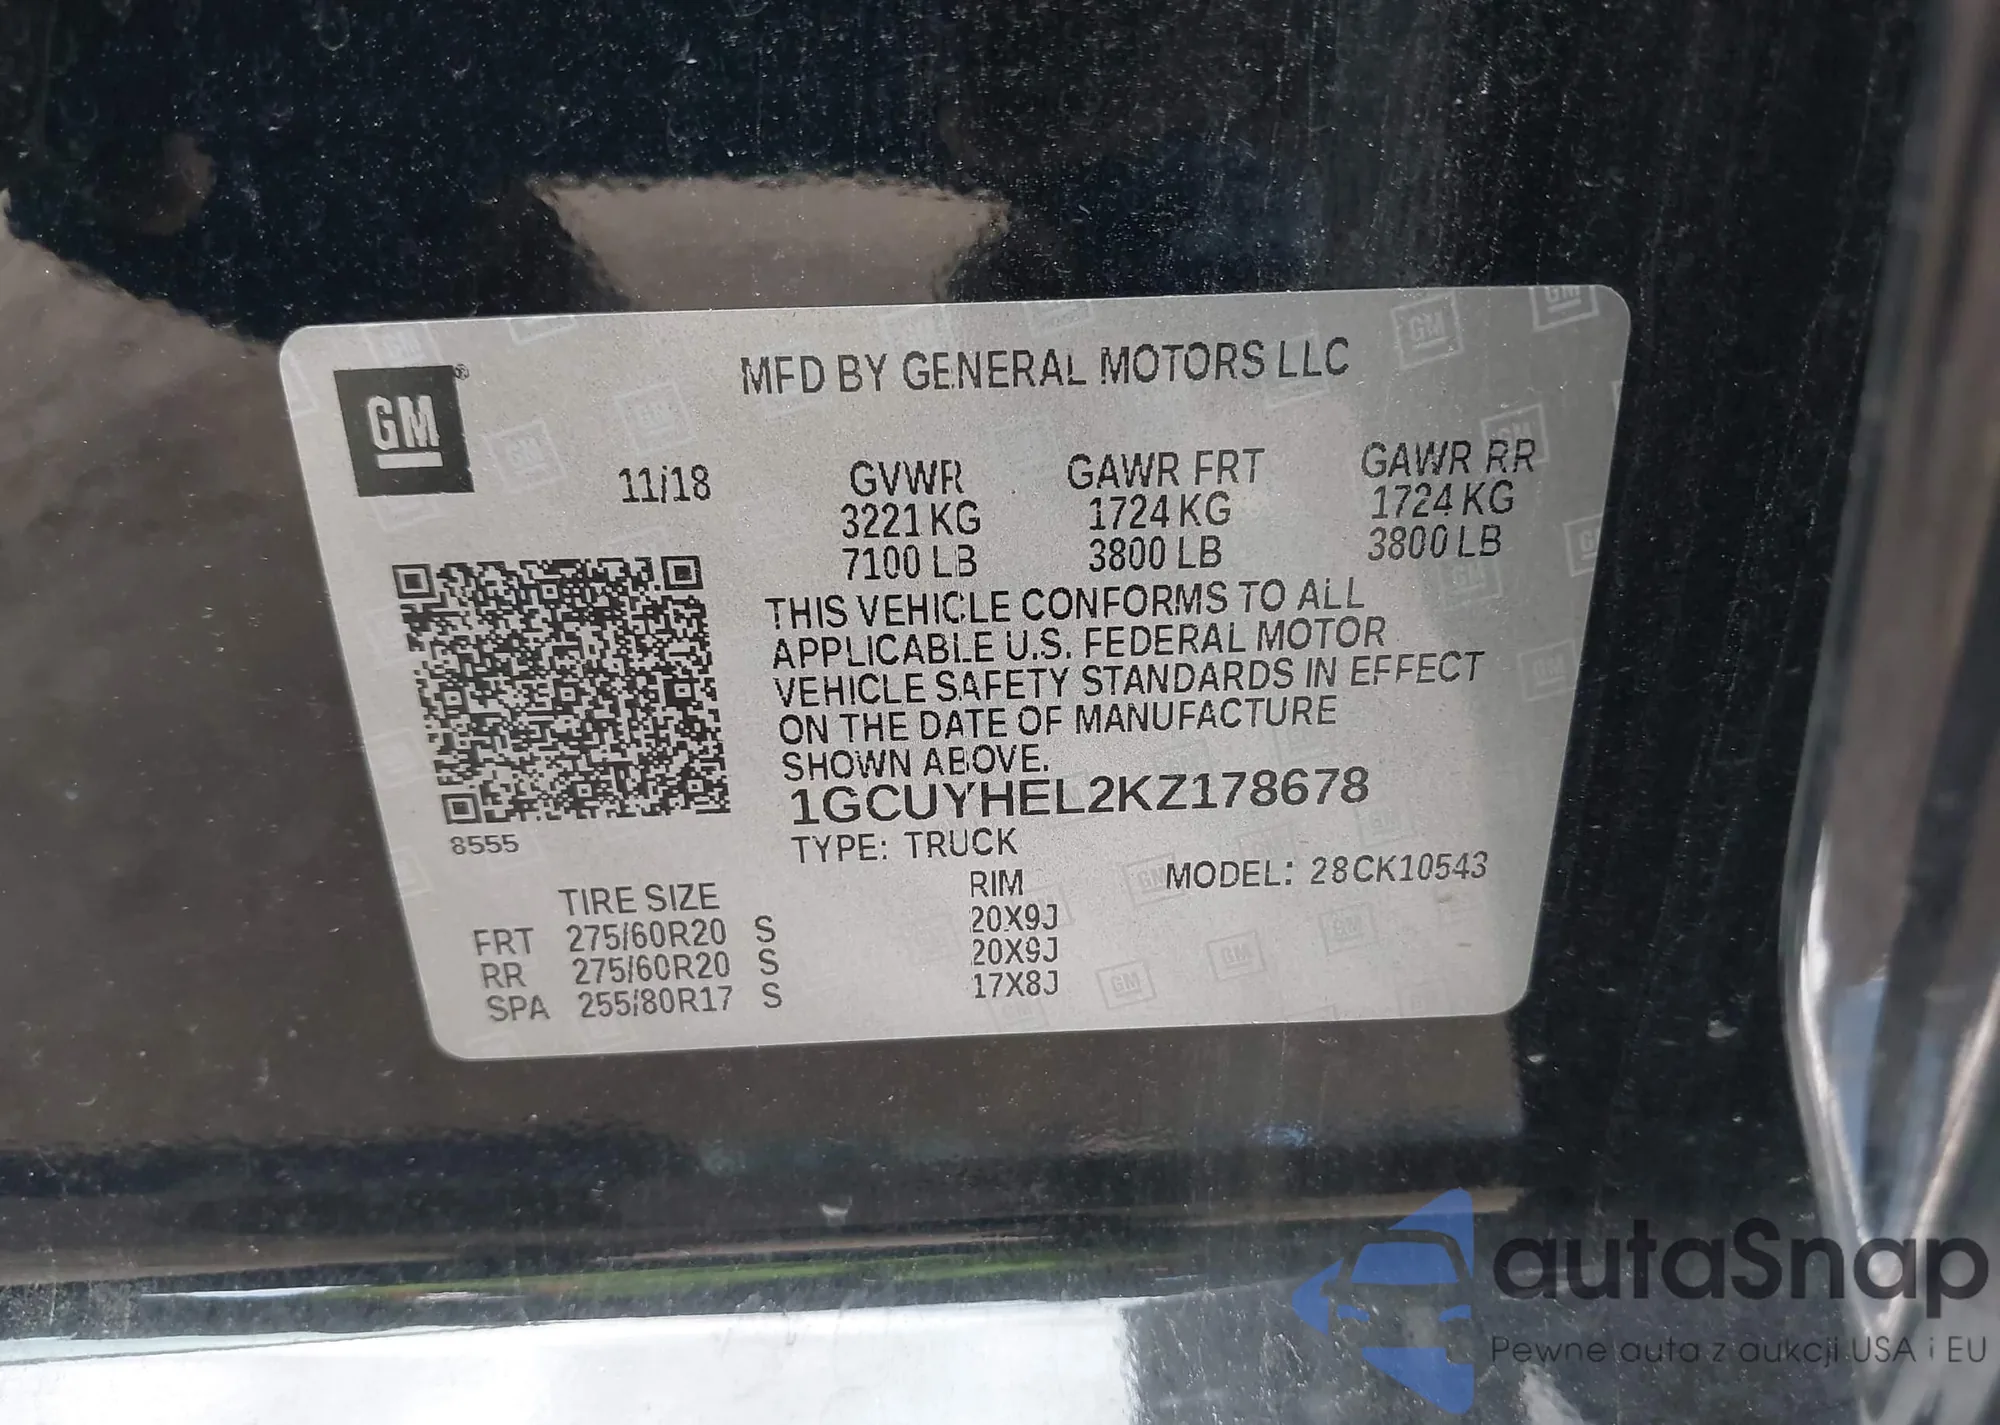 MFD BY GENERAL MOTORS LLC
GM®
11/18
GVWR GAWR FRT GAWR RR
3221 KG 1724 KG 1724 KG
7100 LB 3800 LB 3800 LB
THIS VEHICLE CONFORMS TO ALL
APPLICABLE U.S. FEDERAL MOTOR
VEHICLE SAFETY STANDARDS IN EFFECT
ON THE DATE OF MANUFACTURE
SHOWN ABOVE.
1GCUYHEL2KZ178678
8555
TYPE: TRUCK
MODEL: 28CK10543
TIRE SIZE RIM
FRT 275/60R20 S 20X9J
RR 275/60R20 S 20X9J
SPA 255/80R17 S 17X8J
autaSnap
Pewne auta z aukcji USA i EU